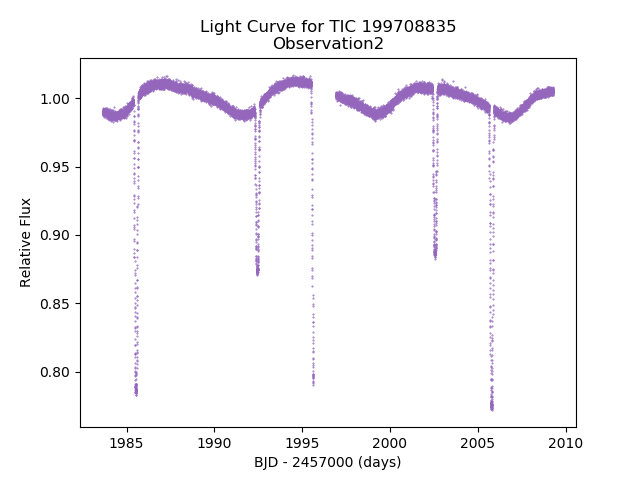 Light Curve for TIC 199708835
Observation2
1.00
0.95
0.90
0.85
0.80
Relative Flux
1985
1990
1995
2000
2005
2010
BJD - 2457000 (days)